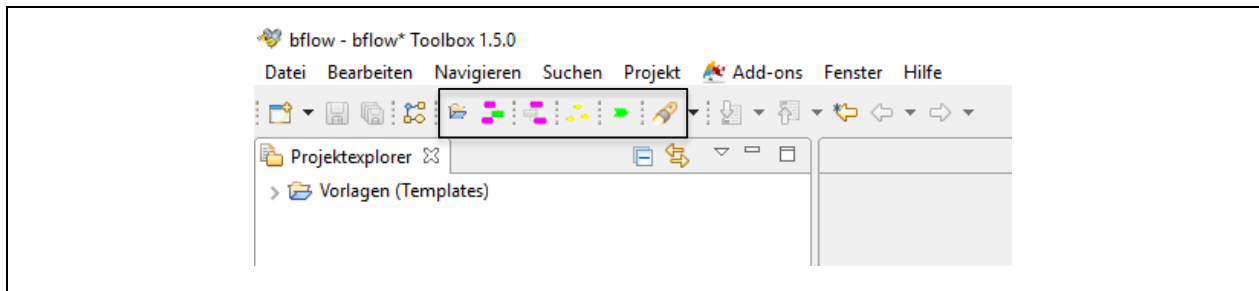 bflow - bflow* Toolbox 1.5.0
Datei Bearbeiten Navigieren Suchen Projekt Add-ons Fenster Hilfe
Projektexplorer
Vorlagen (Templates)